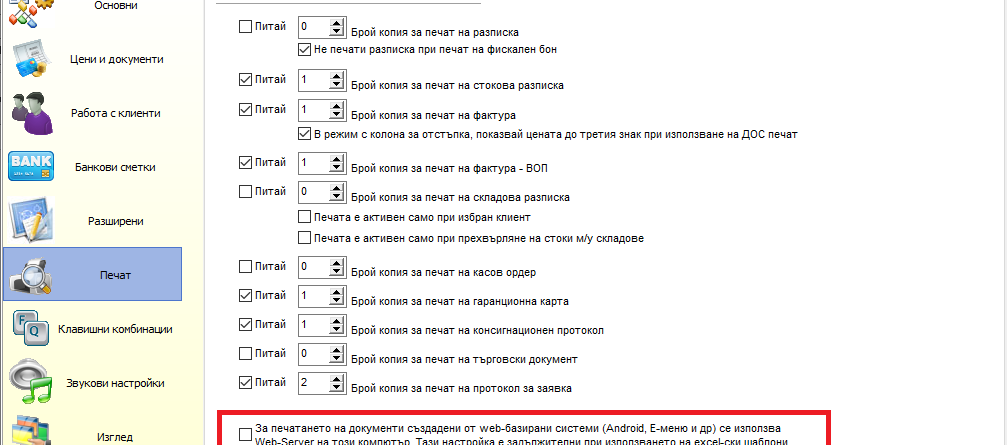 Основни
Цени и документи
Работа с клиенти
BANK
Банкови сметки
Разширени
Печат
F
Q
Клавишни комбинации
Звукови настройки
Изглед
Питай 0 Брой копия за печат на разписка
Не печати разписка при печат на фискален бон
Питай 1 Брой копия за печат на стокова разписка
Питай 1 Брой копия за печат на фактура
В режим с колона за отстъпка, показвай цената до третия знак при използване на ДОС печат
Питай 1 Брой копия за печат на фактура - ВОП
Питай 0 Брой копия за печат на складова разписка
Печата е активен само при избран клиент
Печата е активен само при прехвърляне на стоки м/у складове
Питай 0 Брой копия за печат на касов ордер
Питай 1 Брой копия за печат на гаранционна карта
Питай 1 Брой копия за печат на консигнационен протокол
Питай 0 Брой копия за печат на търговски документ
Питай 2 Брой копия за печат на протокол за заявка
За печатането на документи създадени от web-базирани системи (Android, Е-меню и др) се използва
Web-Server на този компютър. Тази настройка е задължителни при използването на excel-ски шаблони